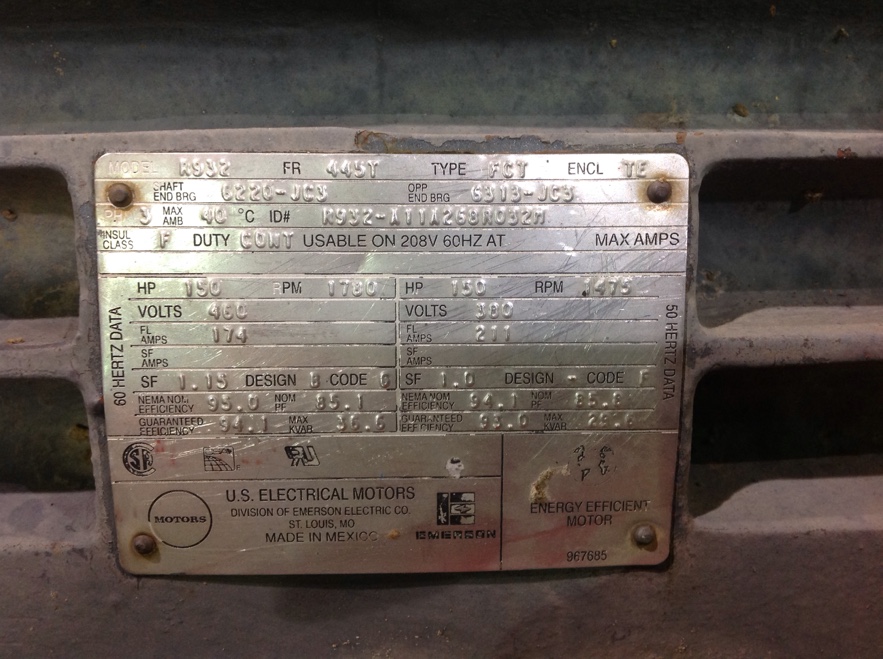 MODEL R932 FR 445T TYPE FCT ENCL TE
SHAFT END BRG 6220-JC3 OPP END BRG 6313-JC3
PH 3 MAX AMB 40 °C ID# R932-X11X268R032M
INSUL CLASS F DUTY CONT USABLE ON 208V 60HZ AT MAX AMPS
60 HERTZ DATA
HP 150 RPM 1780
VOLTS 460
FL AMPS 174
SF AMPS
SF 1.15 DESIGN B CODE G
NEMA NOM EFFICIENCY 95.0 NOM PF 85.1
GUARANTEED EFFICIENCY 94.1 MAX KVAR 36.6
HP 150 RPM 1475
VOLTS 380
FL AMPS 211
SF AMPS
SF 1.0 DESIGN - CODE F
NEMA NOM EFFICIENCY 94.1 NOM PF
GUARANTEED EFFICIENCY 93.0 MAX KVAR
50 HERTZ DATA
MOTORS
U.S. ELECTRICAL MOTORS
DIVISION OF EMERSON ELECTRIC CO.
ST. LOUIS, MO
MADE IN MEXICO
EMERSON
ENERGY EFFICIENT
MOTOR
967685